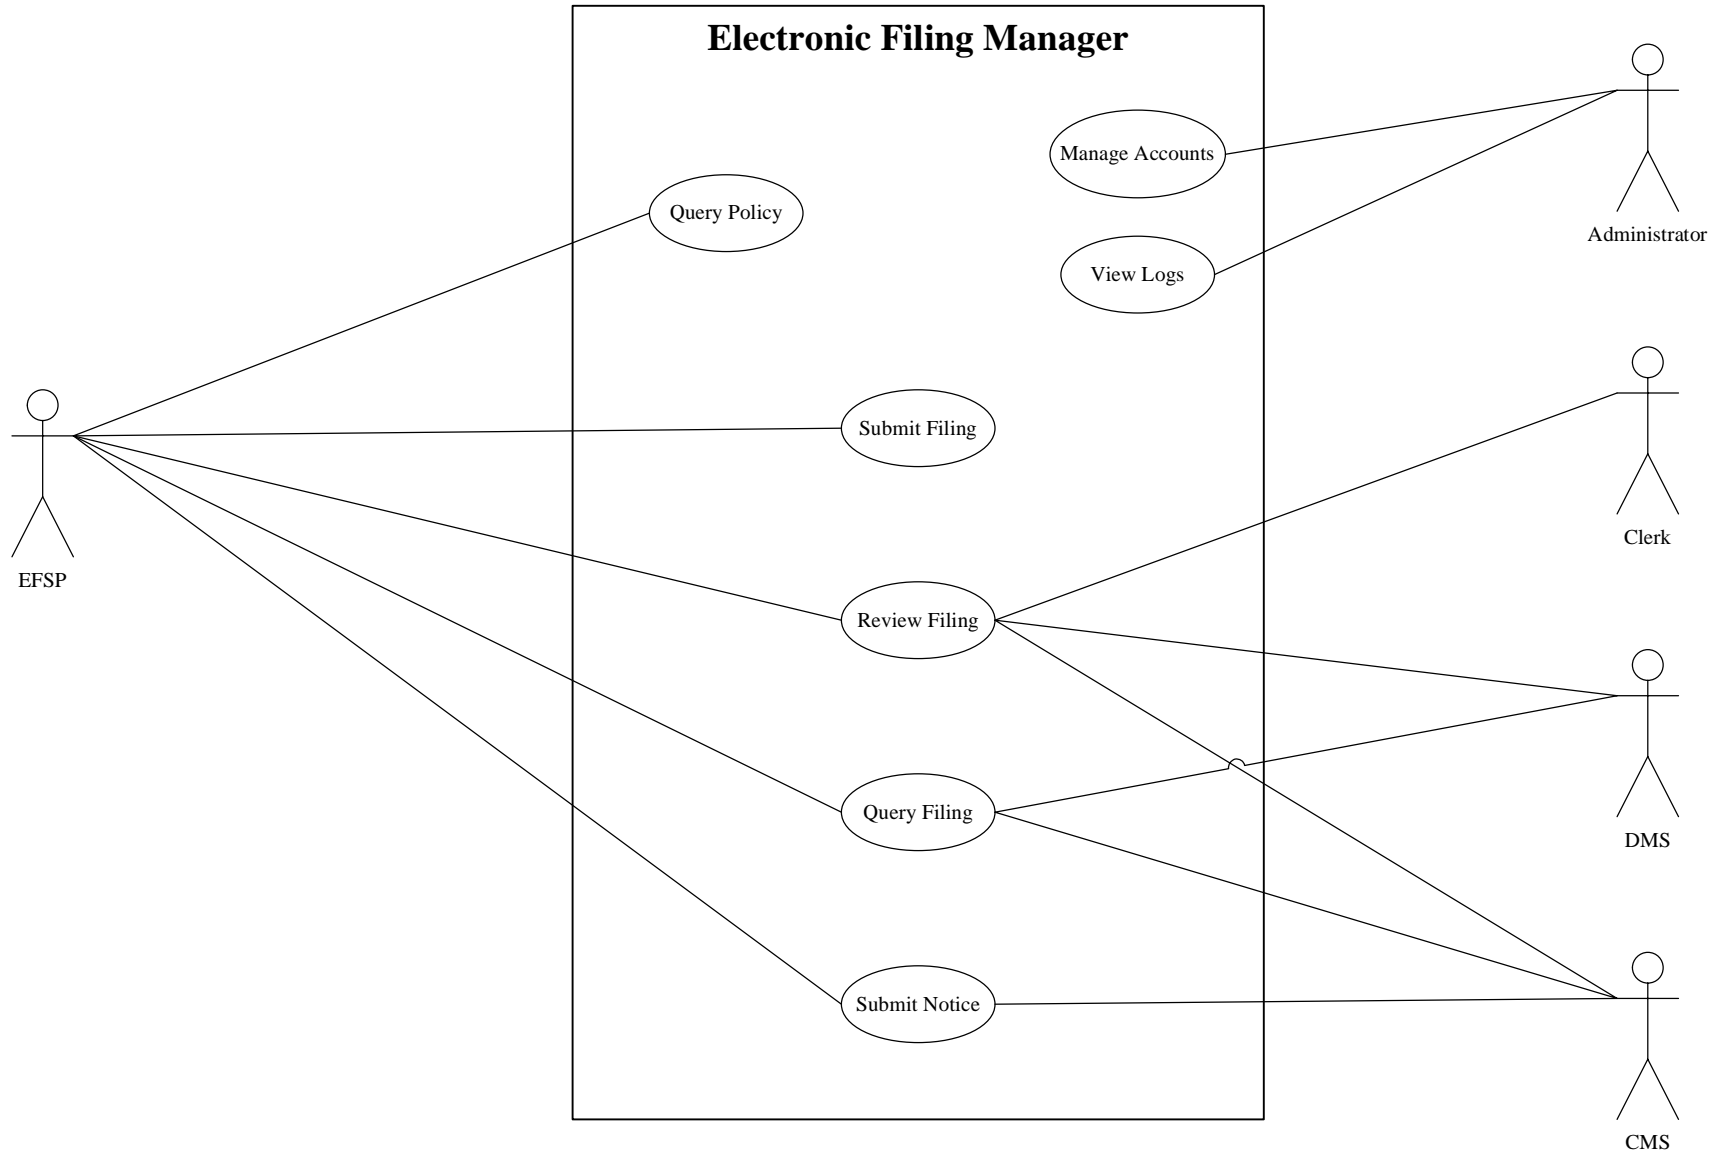 Electronic Filing Manager
Manage Accounts
Query Policy
Administrator
View Logs
Submit Filing
Clerk
EFSP
Review Filing
Query Filing
DMS
Submit Notice
CMS